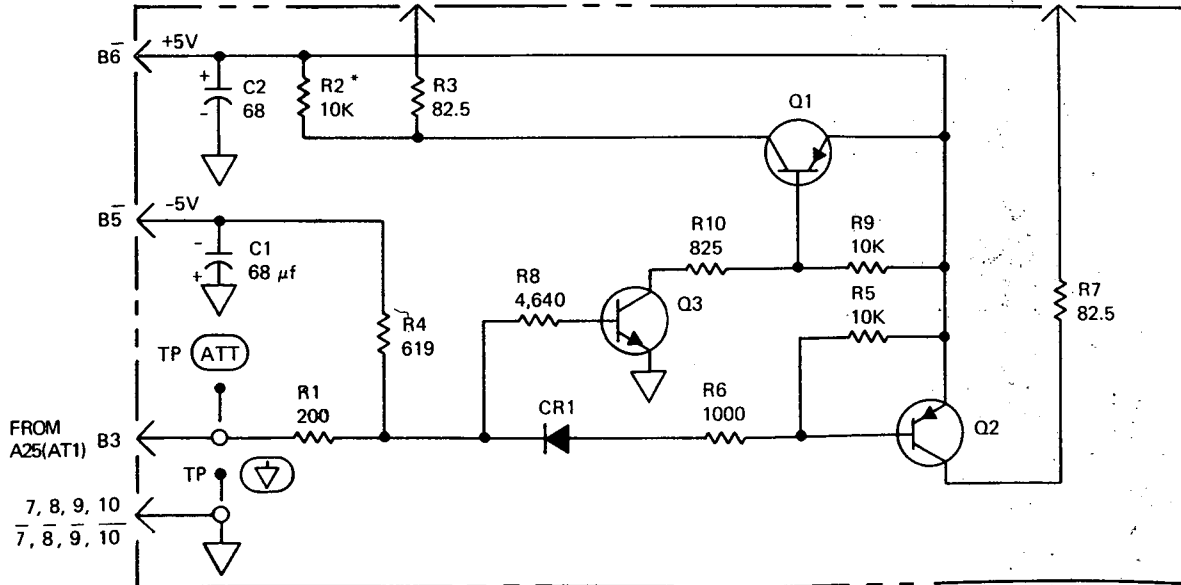 B6̅ +5V
C2
68
R2*
10K
R3
82.5
Q1
B5̅ -5V
C1
68 μf
R10
825
R9
10K
R8
4,640
Q3
R5
10K
R7
82.5
R4
619
TP ATT
R1
200
FROM
A25(AT1) B3
CR1
R6
1000
Q2
TP
7, 8, 9, 10
7̅, 8̅, 9̅, 1̅0̅